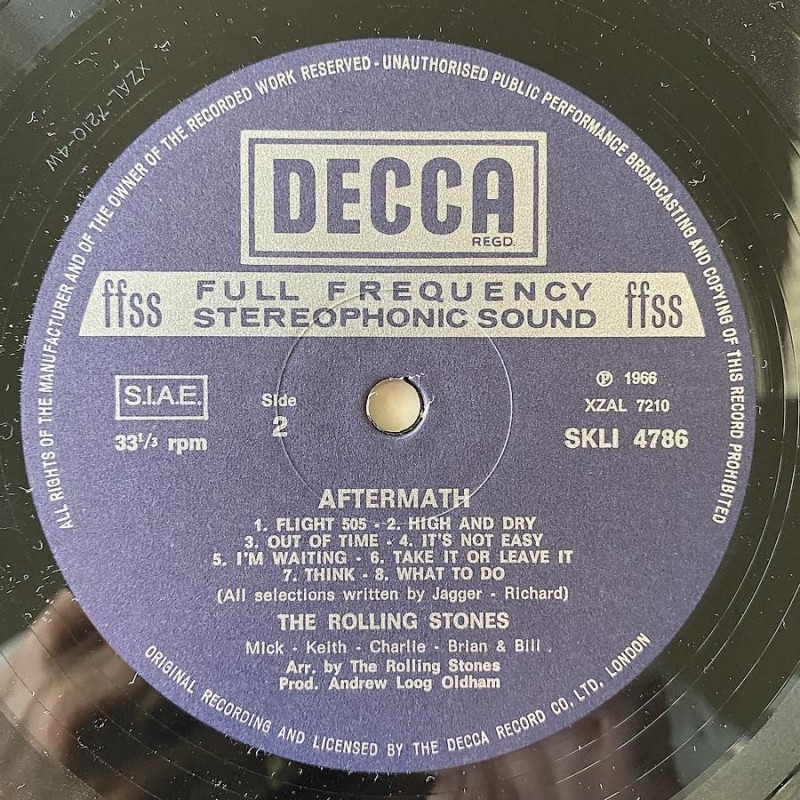 XZAL-7210-4W
ALL RIGHTS OF THE MANUFACTURER AND OF THE OWNER OF THE RECORDED WORK RESERVED - UNAUTHORISED PUBLIC PERFORMANCE BROADCASTING AND COPYING OF THIS RECORD PROHIBITED
DECCA
REGD.
ffss FULL FREQUENCY ffss
STEREOPHONIC SOUND
S.I.A.E.
33¹/₃ rpm
Side
2
℗ 1966
XZAL 7210
SKLI 4786
AFTERMATH
1. FLIGHT 505 - 2. HIGH AND DRY
3. OUT OF TIME - 4. IT'S NOT EASY
5. I'M WAITING - 6. TAKE IT OR LEAVE IT
7. THINK - 8. WHAT TO DO
(All selections written by Jagger - Richard)
THE ROLLING STONES
Mick - Keith - Charlie - Brian & Bill
Arr. by The Rolling Stones
Prod. Andrew Loog Oldham
ORIGINAL RECORDING AND LICENSED BY THE DECCA RECORD CO. LTD. LONDON